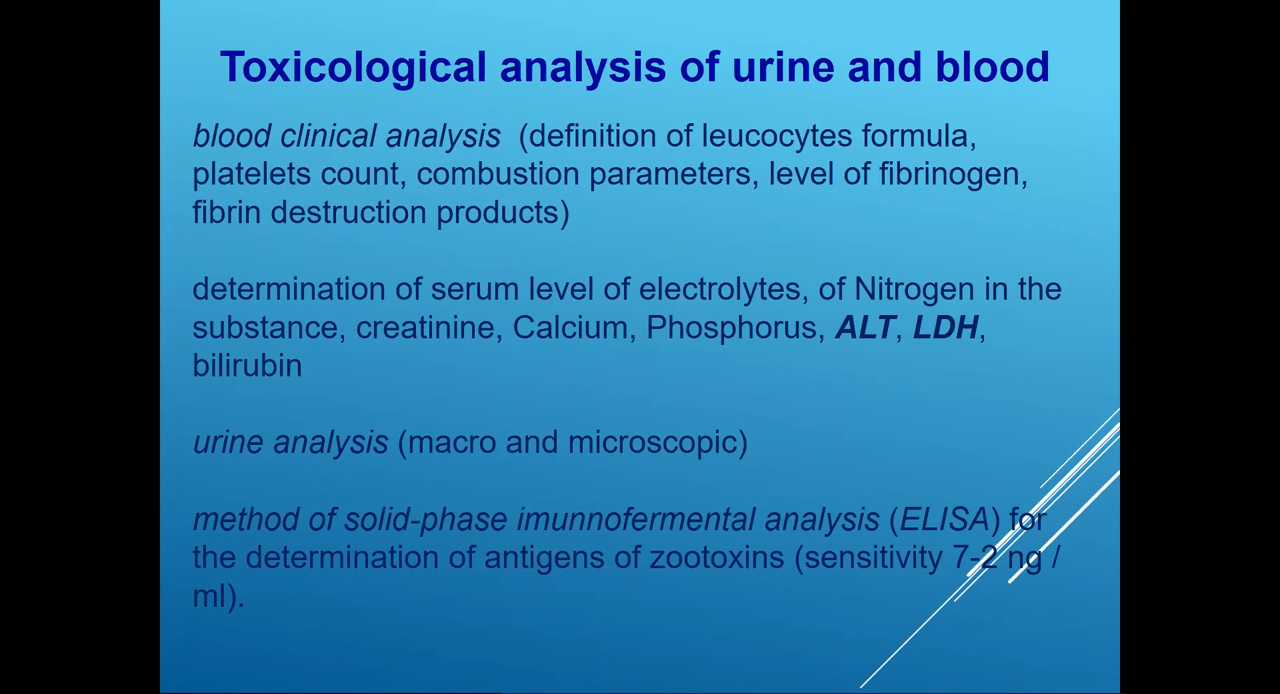 Toxicological analysis of urine and blood
blood clinical analysis (definition of leucocytes formula,
platelets count, combustion parameters, level of fibrinogen,
fibrin destruction products)
determination of serum level of electrolytes, of Nitrogen in the
substance, creatinine, Calcium, Phosphorus, ALT, LDH,
bilirubin
urine analysis (macro and microscopic)
method of solid-phase imunnofermental analysis (ELISA) for
the determination of antigens of zootoxins (sensitivity 7-2 ng /
ml).